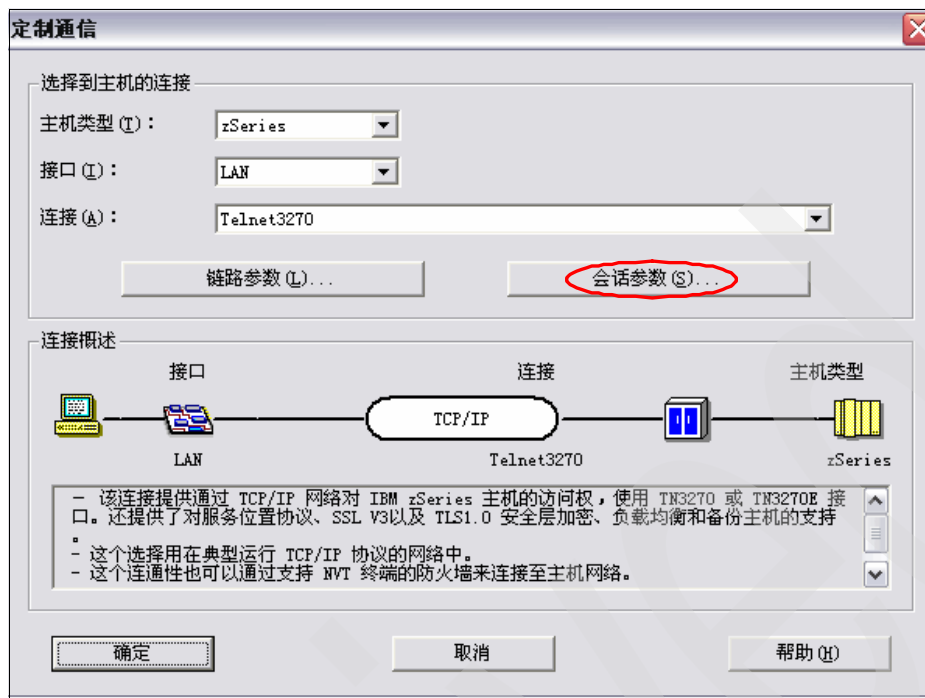 定制通信
选择到主机的连接
主机类型(T)： zSeries
接口(I)： LAN
连接(A)： Telnet3270
链路参数(L)... 会话参数(S)...
连接概述
接口 连接 主机类型
TCP/IP
LAN Telnet3270 zSeries
- 该连接提供通过 TCP/IP 网络对 IBM zSeries 主机的访问权，使用 TN3270 或 TN3270E 接
口。还提供了对服务位置协议、SSL V3以及 TLS1.0 安全层加密、负载均衡和备份主机的支持
。
- 这个选择用在典型运行 TCP/IP 协议的网络中。
- 这个连通性也可以通过支持 NVT 终端的防火墙来连接至主机网络。
确定 取消 帮助(H)